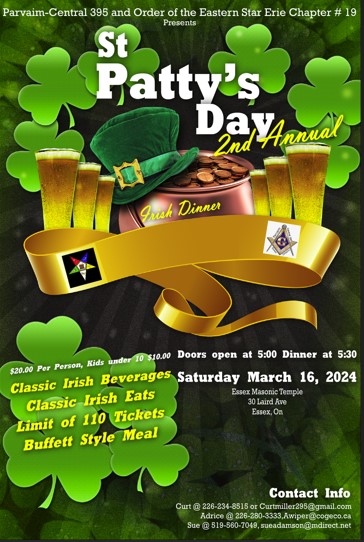 Parvaim-Central 395 and Order of the Eastern Star Erie Chapter # 19
Presents
St
Patty's
Day
2nd Annual
Irish Dinner
$20.00 Per Person, Kids under 10 $10.00
Classic Irish Beverages
Classic Irish Eats
Limit of 110 Tickets
Buffett Style Meal
Doors open at 5:00 Dinner at 5:30
Saturday March 16, 2024
Essex Masonic Temple
30 Laird Ave
Essex, On
Contact Info
Curt @ 226-234-8515 or Curtmiller295@gmail.com
Adrice @ 226-280-3333,Awiper@cogeco.ca
Sue @ 519-560-7049, sueadamson@mdirect.net